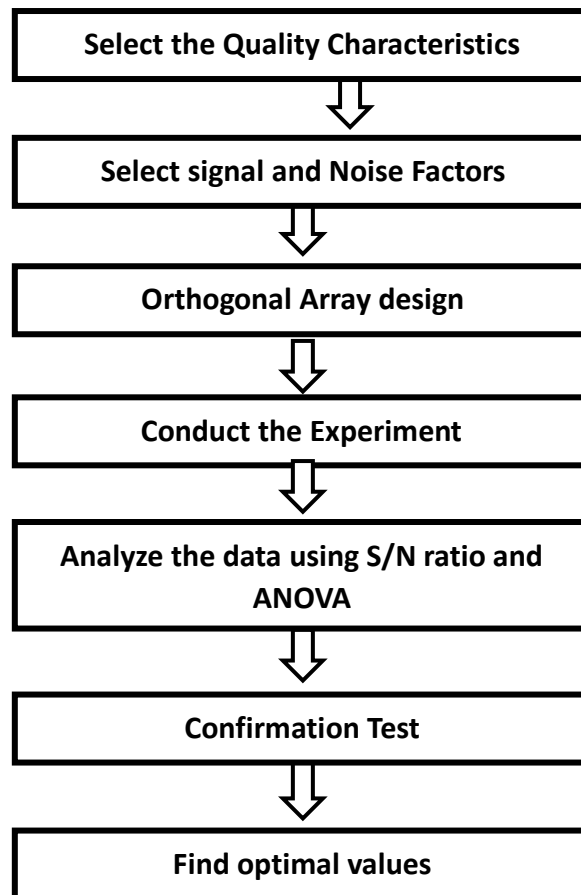 Select the Quality Characteristics
Select signal and Noise Factors
Orthogonal Array design
Conduct the Experiment
Analyze the data using S/N ratio and
ANOVA
Confirmation Test
Find optimal values